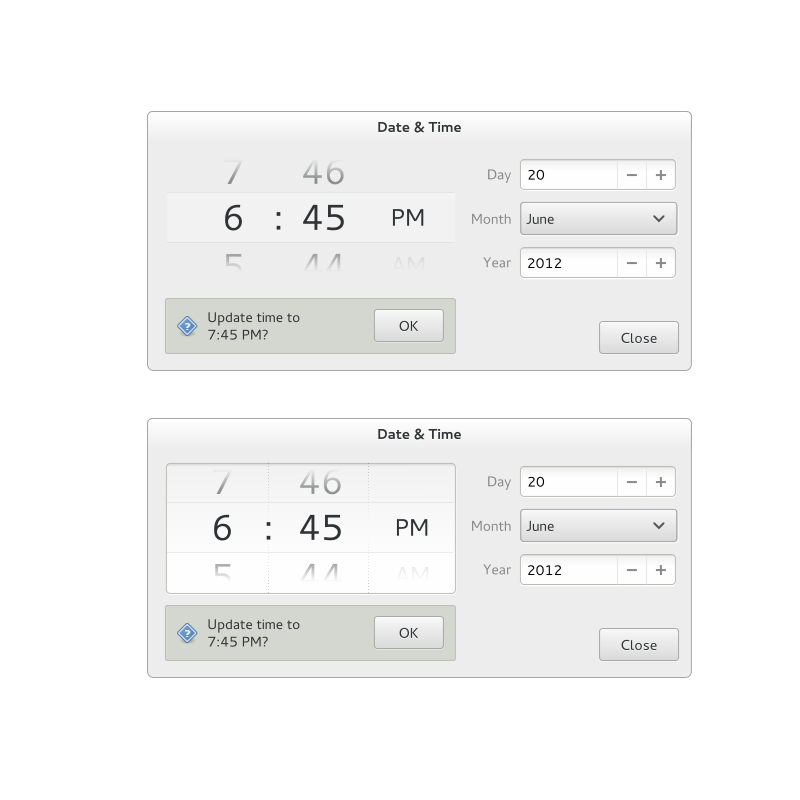 Date & Time
7 46
6 : 45 PM
5 44 AM
Day 20 − +
Month June
Year 2012 − +
Update time to
7:45 PM?
OK
Close
Date & Time
7 46
6 : 45 PM
5 44 AM
Day 20 − +
Month June
Year 2012 − +
Update time to
7:45 PM?
OK
Close